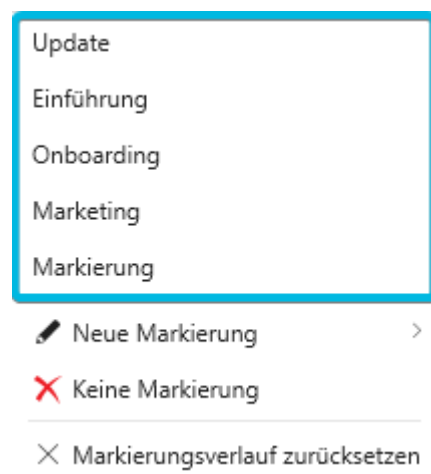 Update
Einführung
Onboarding
Marketing
Markierung
Neue Markierung
Keine Markierung
Markierungsverlauf zurücksetzen